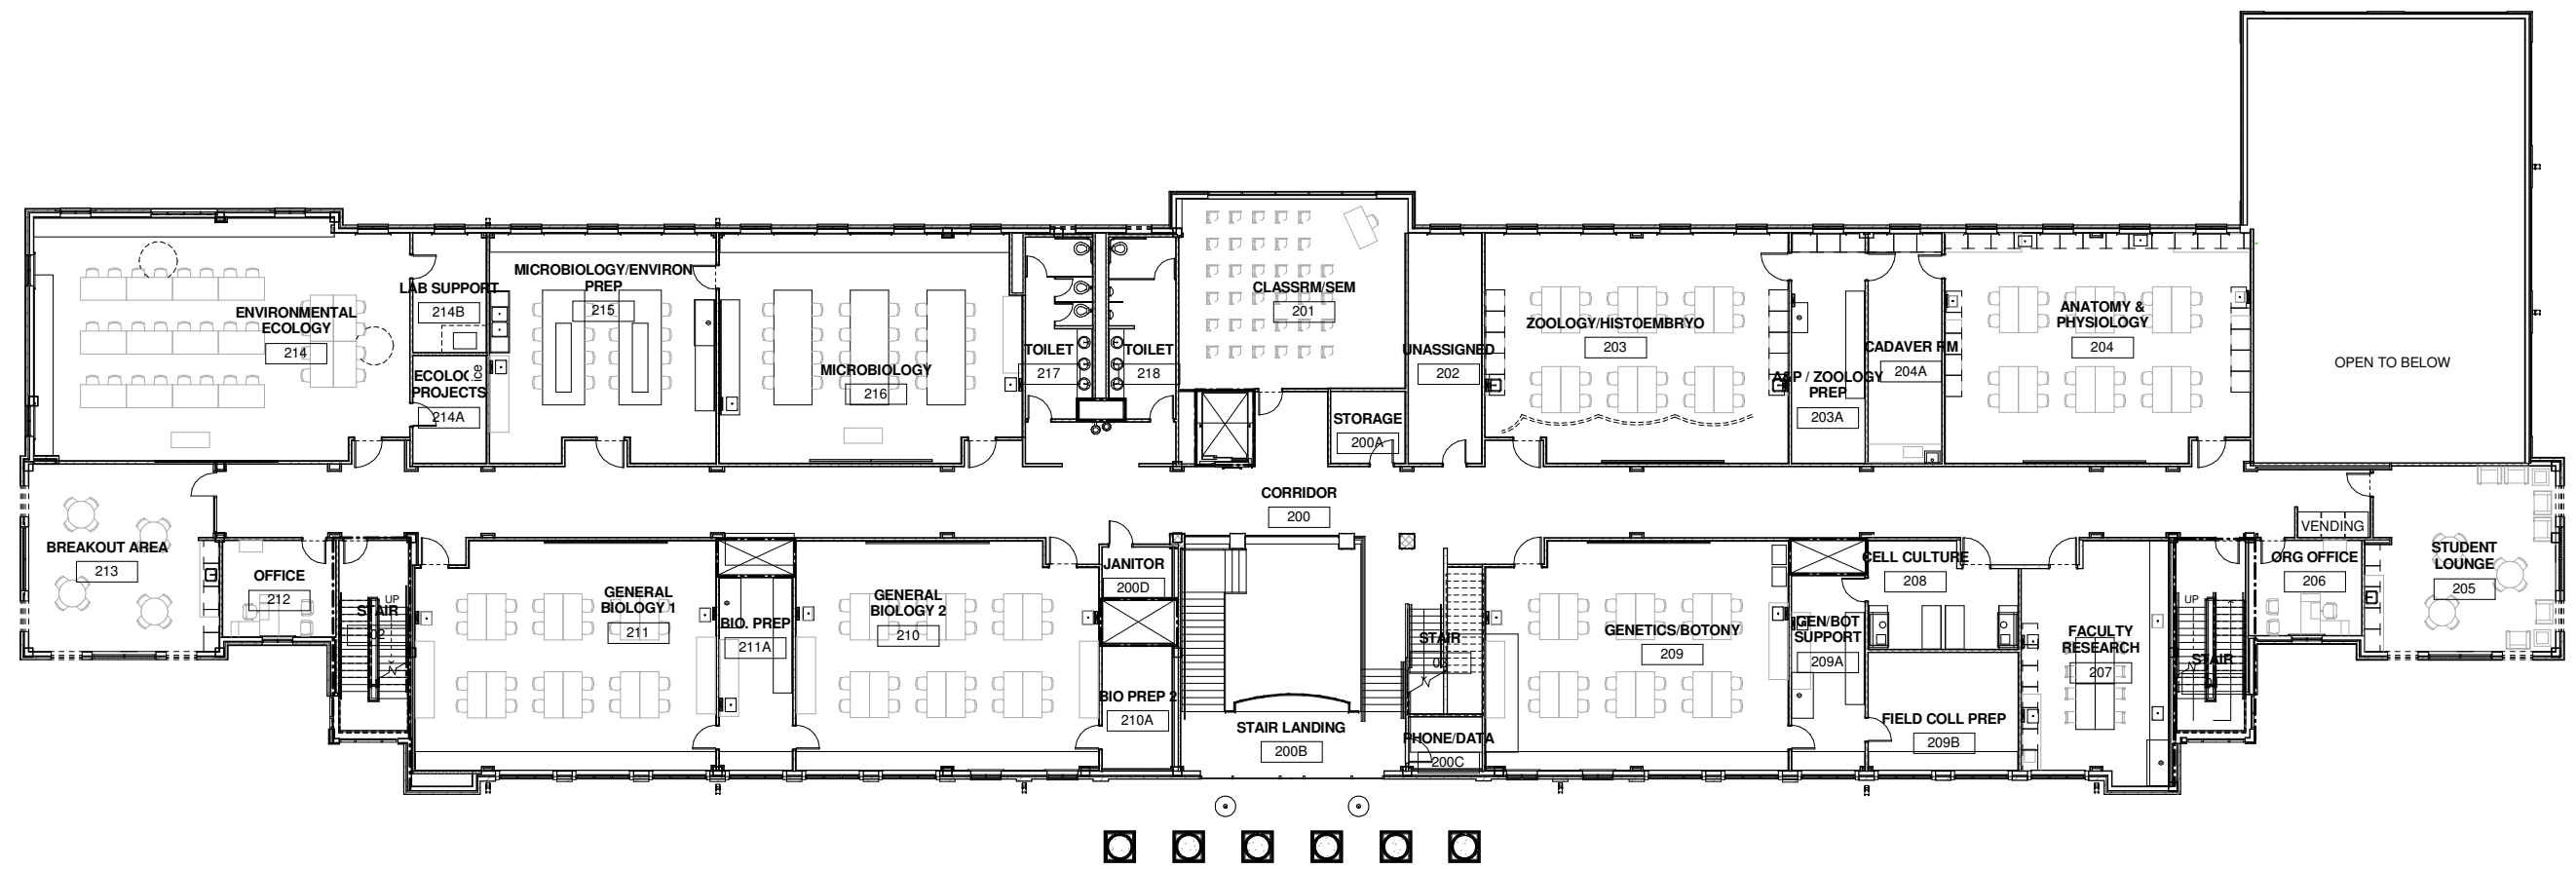 ENVIRONMENTAL
ECOLOGY
214
LAB SUPPORT
214B
PROJECTS
214A
MICROBIOLOGY/ENVIRON
PREP
215
MICROBIOLOGY
216
TOILET
217
TOILET
218
CLASSRM/SEM
201
STORAGE
200A
UNASSIGNED
202
ZOOLOGY/HISTOEMBRYO
203
A&P / ZOOLOGY
PREP
203A
CADAVER RM
204A
ANATOMY &
PHYSIOLOGY
204
OPEN TO BELOW
CORRIDOR
200
VENDING
BREAKOUT AREA
213
OFFICE
212
UP
STAIR
GENERAL
BIOLOGY 1
211
BIO. PREP
211A
GENERAL
BIOLOGY 2
210
JANITOR
200D
BIO PREP 2
210A
STAIR LANDING
200B
STAIR
PHONE/DATA
200C
GENETICS/BOTONY
209
GEN/BOT
SUPPORT
209A
CELL CULTURE
208
FIELD COLL PREP
209B
FACULTY
RESEARCH
207
UP
STAIR
ORG OFFICE
206
STUDENT
LOUNGE
205